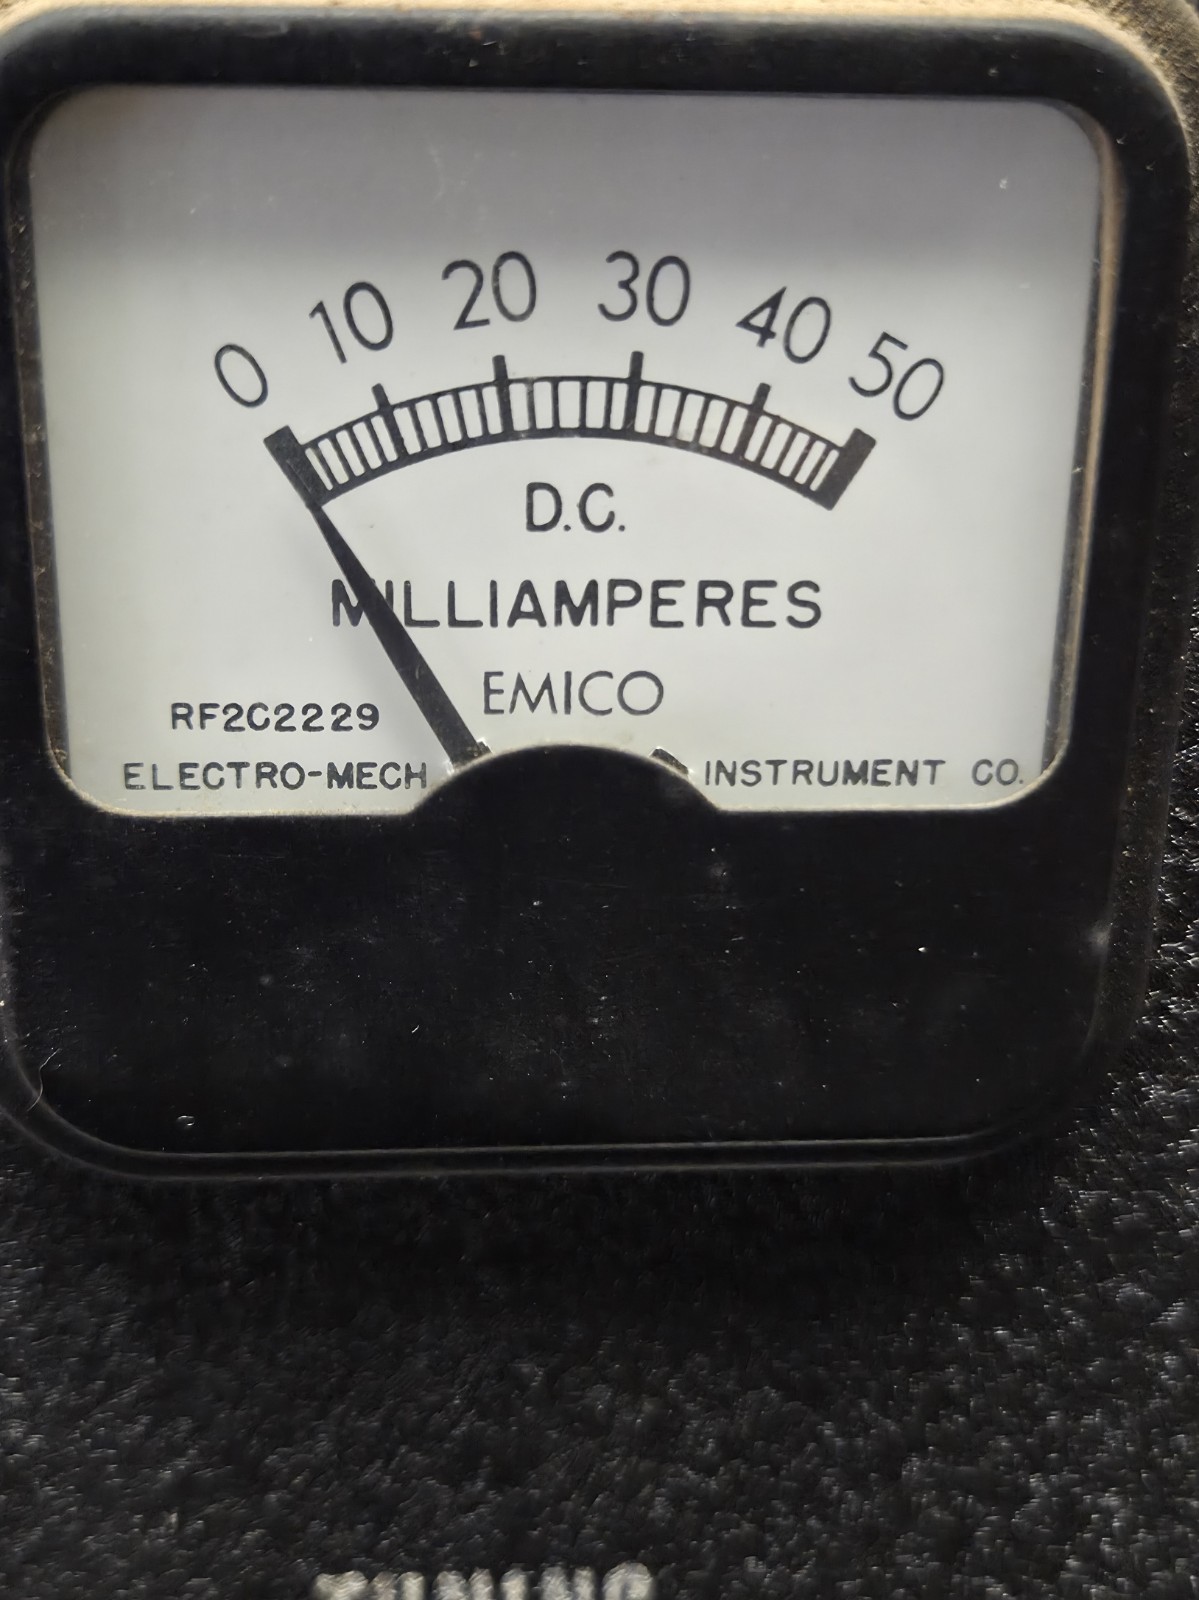 0 10 20 30 40 50
D.C.
MILLIAMPERES
EMICO
RF2C2229
ELECTRO-MECH INSTRUMENT CO.